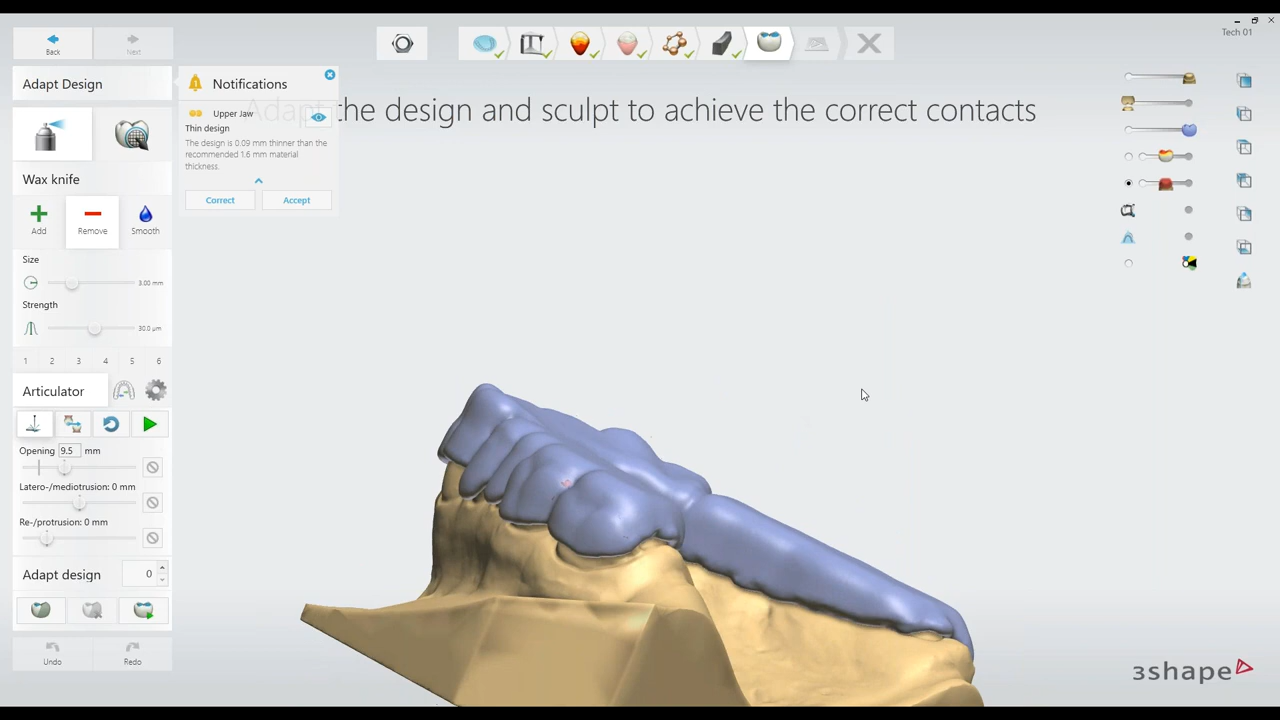 Tech 01
Back
Next
Adapt Design
Notifications
Adapt the design and sculpt to achieve the correct contacts
Upper Jaw
Thin design
The design is 0.09 mm thinner than the
recommended 1.6 mm material
thickness.
Correct
Accept
Wax knife
Add
Remove
Smooth
Size
3.00 mm
Strength
30.0 µm
1 2 3 4 5 6
Articulator
Opening 9.5 mm
Latero-/mediotrusion: 0 mm
Re-/protrusion: 0 mm
Adapt design 0
Undo
Redo
3shape